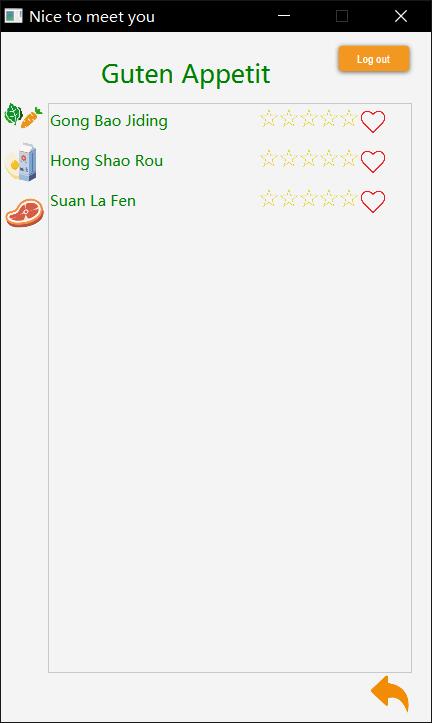 Nice to meet you
Log out
Guten Appetit
Gong Bao Jiding
Hong Shao Rou
Suan La Fen